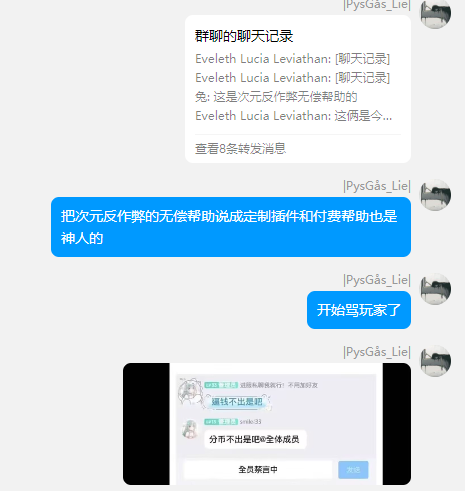 |PysGås_Lie|
群聊的聊天记录
Eveleth Lucia Leviathan: [聊天记录]
Eveleth Lucia Leviathan: [聊天记录]
兔: 这是次元反作弊无偿帮助的
Eveleth Lucia Leviathan: 这俩是今...
查看8条转发消息
|PysGås_Lie|
把次元反作弊的无偿帮助说成定制插件和付费帮助也是
神人的
|PysGås_Lie|
开始骂玩家了
|PysGås_Lie|
逼钱不出是吧
smile33
分币不出是吧@全体成员
全员禁言中
发送